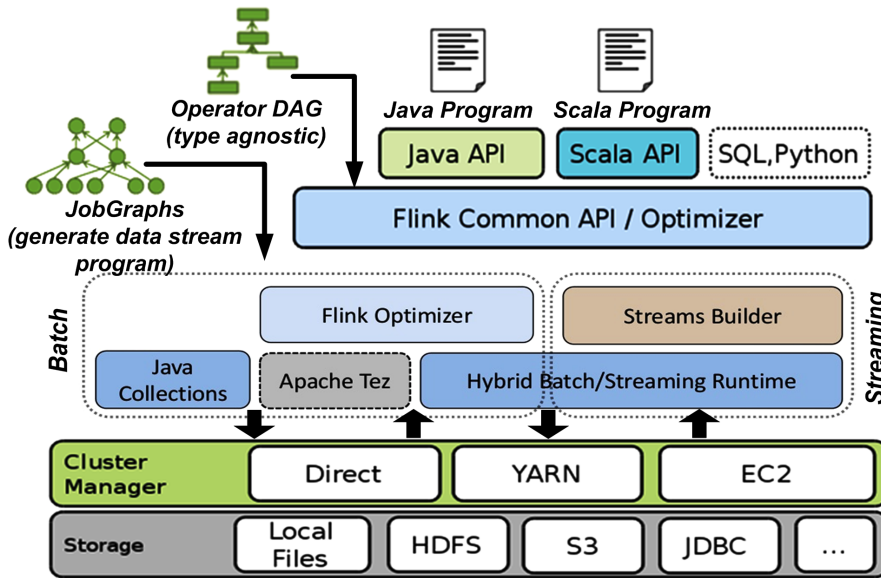 Operator DAG
(type agnostic)
Java Program
Scala Program
Java API
Scala API
SQL,Python
JobGraphs
(generate data stream
program)
Flink Common API / Optimizer
Batch
Flink Optimizer
Streams Builder
Streaming
Java
Collections
Apache Tez
Hybrid Batch/Streaming Runtime
Cluster
Manager
Direct
YARN
EC2
Storage
Local
Files
HDFS
S3
JDBC
...